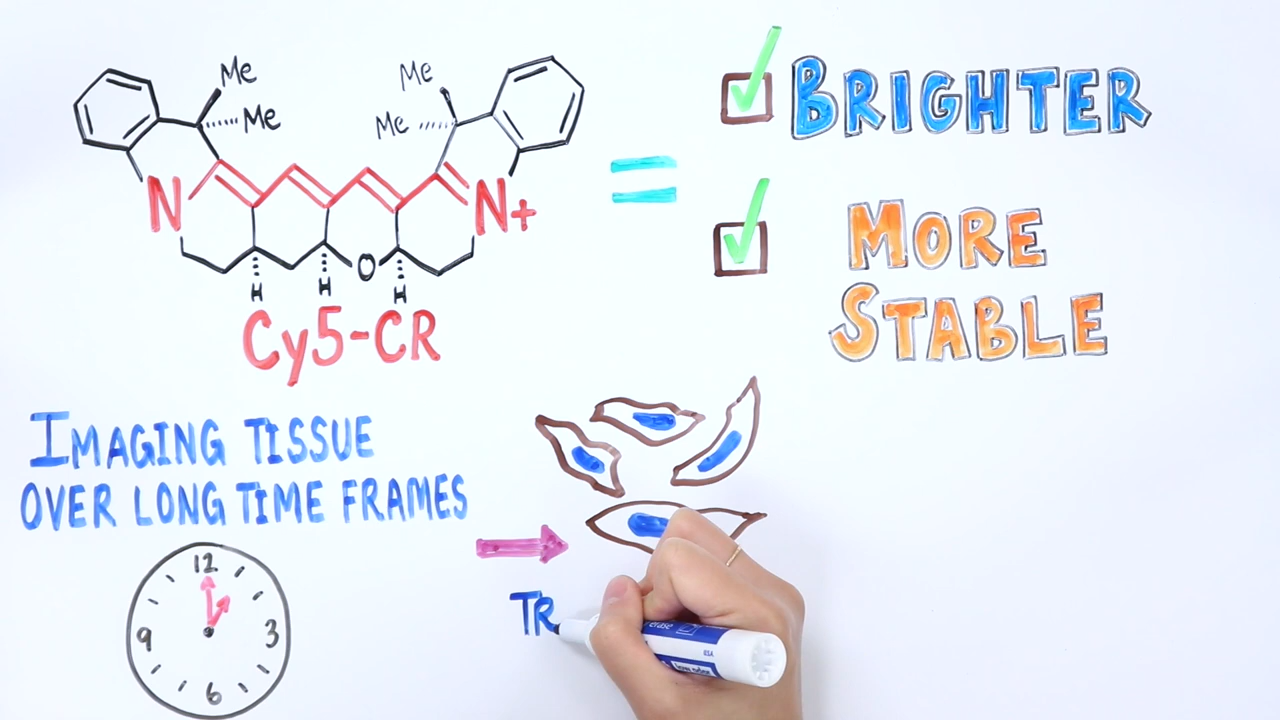 Me
Me
Me
Me
N
N+
O
H
H
H
Cy5-CR
=
BRIGHTER
MORE
STABLE
IMAGING TISSUE
OVER LONG TIME FRAMES
12
9
3
6
TR
erase